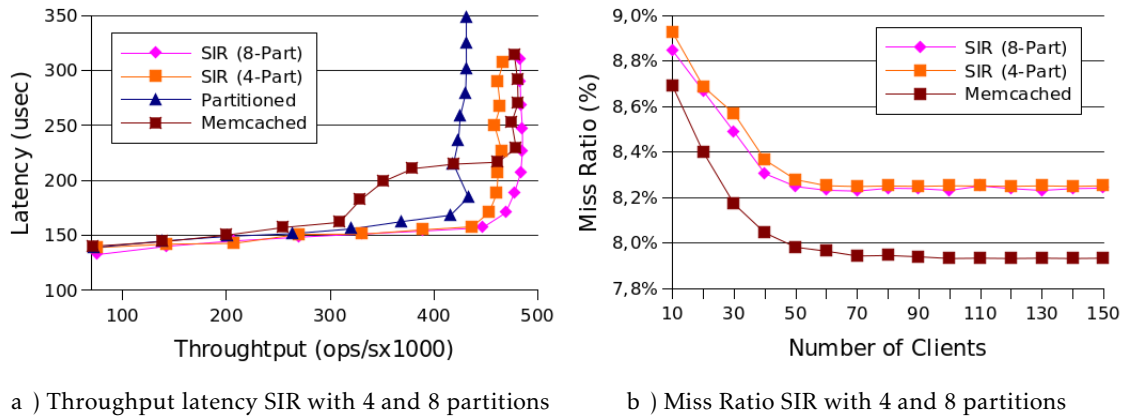 350
300
250
200
150
100
Latency (usec)
SIR (8-Part)
SIR (4-Part)
Partitioned
Memcached
100
200
300
400
500
Throughtput (ops/sx1000)
a ) Throughput latency SIR with 4 and 8 partitions
9,0%
8,8%
8,6%
8,4%
8,2%
8,0%
7,8%
Miss Ratio (%)
SIR (8-Part)
SIR (4-Part)
Memcached
10
30
50
70
90
110
130
150
Number of Clients
b ) Miss Ratio SIR with 4 and 8 partitions